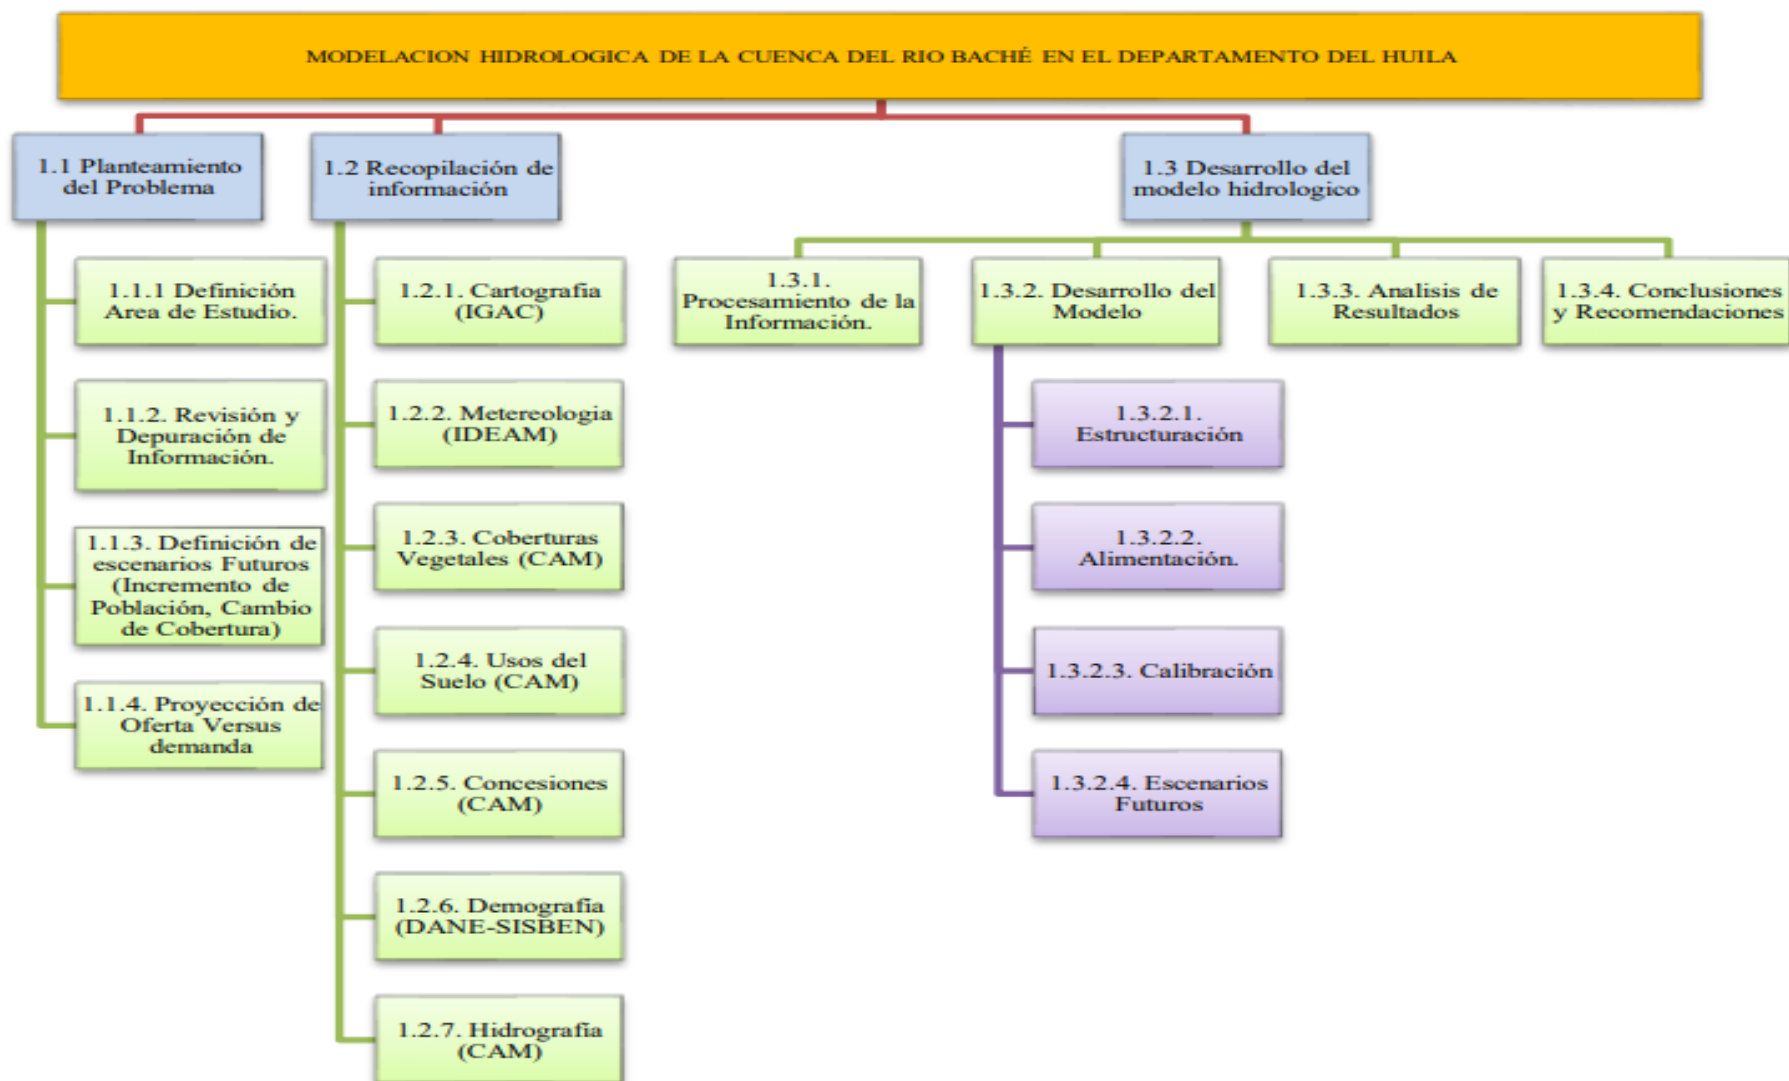 MODELACION HIDROLOGICA DE LA CUENCA DEL RIO BACHÉ EN EL DEPARTAMENTO DEL HUILA
1.1 Planteamiento
del Problema
1.1.1 Definición
Area de Estudio.
1.1.2. Revisión y
Depuración de
Información.
1.1.3. Definición de
escenarios Futuros
(Incremento de
Población, Cambio
de Cobertura)
1.1.4. Proyección de
Oferta Versus
demanda
1.2 Recopilación de
información
1.2.1. Cartografia
(IGAC)
1.2.2. Metereologia
(IDEAM)
1.2.3. Coberturas
Vegetales (CAM)
1.2.4. Usos del
Suelo (CAM)
1.2.5. Concesiones
(CAM)
1.2.6. Demografía
(DANE-SISBEN)
1.2.7. Hidrografía
(CAM)
1.3 Desarrollo del
modelo hidrologico
1.3.1.
Procesamiento de la
Información.
1.3.2. Desarrollo del
Modelo
1.3.2.1.
Estructuración
1.3.2.2.
Alimentación.
1.3.2.3. Calibración
1.3.2.4. Escenarios
Futuros
1.3.3. Analisis de
Resultados
1.3.4. Conclusiones
y Recomendaciones